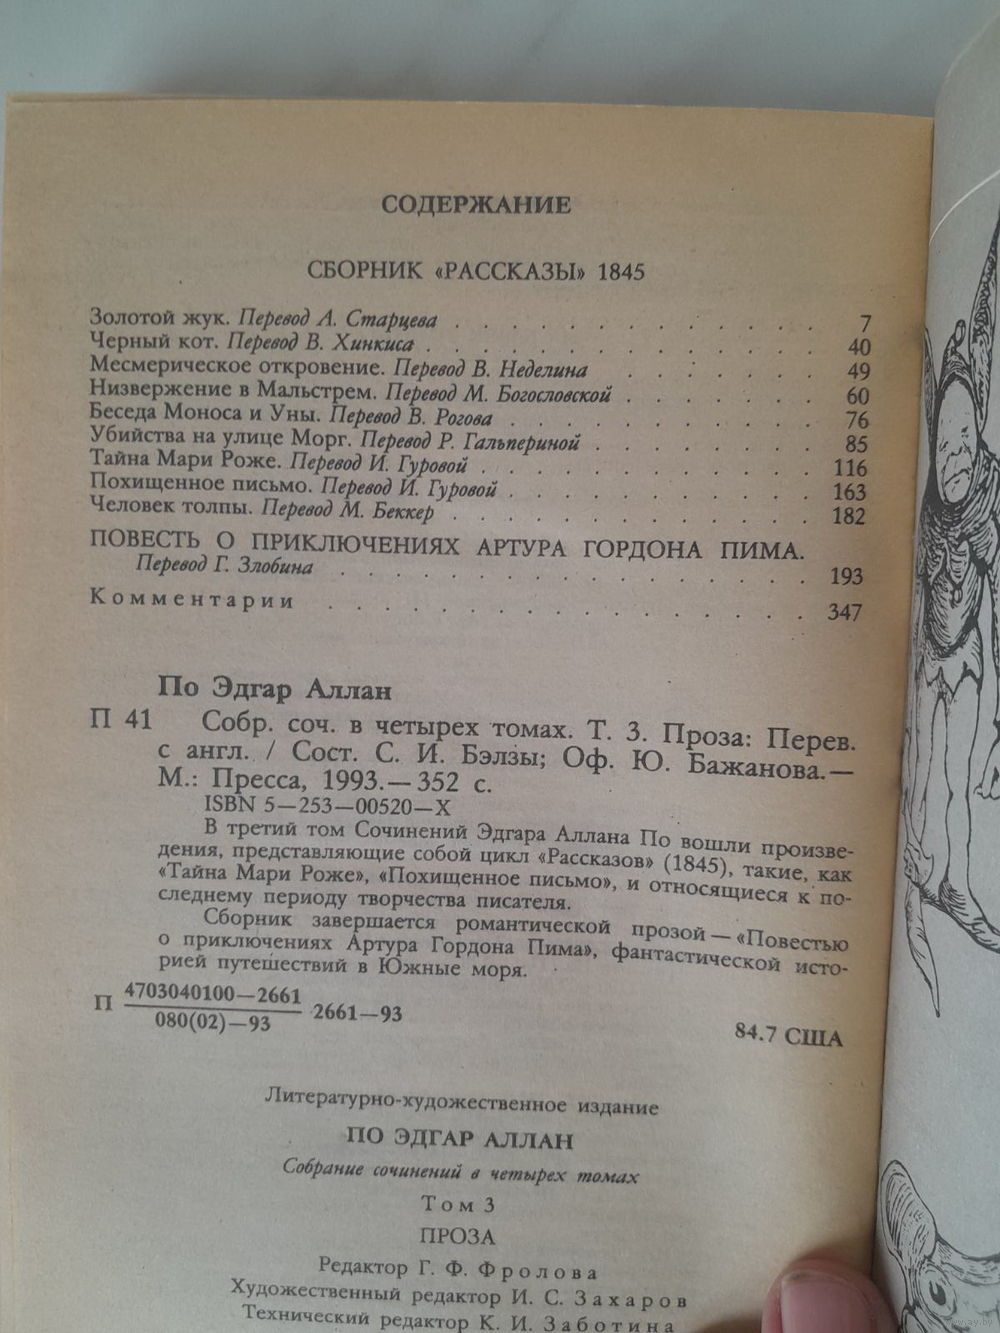 СОДЕРЖАНИЕ
СБОРНИК «РАССКАЗЫ» 1845
Золотой жук. Перевод А. Старцева . . . . . . . . . . . . . 7
Черный кот. Перевод В. Хинкиса . . . . . . . . . . . . . . 40
Месмерическое откровение. Перевод В. Неделина . . . . . . . 49
Низвержение в Мальстрем. Перевод М. Богословской . . . . . . . 60
Беседа Моноса и Уны. Перевод В. Рогова . . . . . . . . . . . 76
Убийства на улице Морг. Перевод Р. Гальпериной . . . . . . . . 85
Тайна Мари Роже. Перевод И. Гуровой . . . . . . . . . . . . 116
Похищенное письмо. Перевод И. Гуровой . . . . . . . . . . . 163
Человек толпы. Перевод М. Беккер . . . . . . . . . . . . . 182
ПОВЕСТЬ О ПРИКЛЮЧЕНИЯХ АРТУРА ГОРДОНА ПИМА.
Перевод Г. Злобина . . . . . . . . . . . . . . . . . 193
Комментарии . . . . . . . . . . . . . . . . . 347
По Эдгар Аллан
П 41 Собр. соч. в четырех томах. Т. 3. Проза: Перев.
с англ. / Сост. С. И. Бэлзы; Оф. Ю. Бажанова.—
М.: Пресса, 1993.—352 с.
ISBN 5—253—00520—X
В третий том Сочинений Эдгара Аллана По вошли произве-
дения, представляющие собой цикл «Рассказов» (1845), такие, как
«Тайна Мари Роже», «Похищенное письмо», и относящиеся к по-
следнему периоду творчества писателя.
Сборник завершается романтической прозой—«Повестью
о приключениях Артура Гордона Пима», фантастической исто-
рией путешествий в Южные моря.
П 4703040100—2661 2661—93
080(02)—93
84.7 США
Литературно-художественное издание
ПО ЭДГАР АЛЛАН
Собрание сочинений в четырех томах
Том 3
ПРОЗА
Редактор Г. Ф. Фролова
Художественный редактор И. С. Захаров
Технический редактор К. И. Заботина